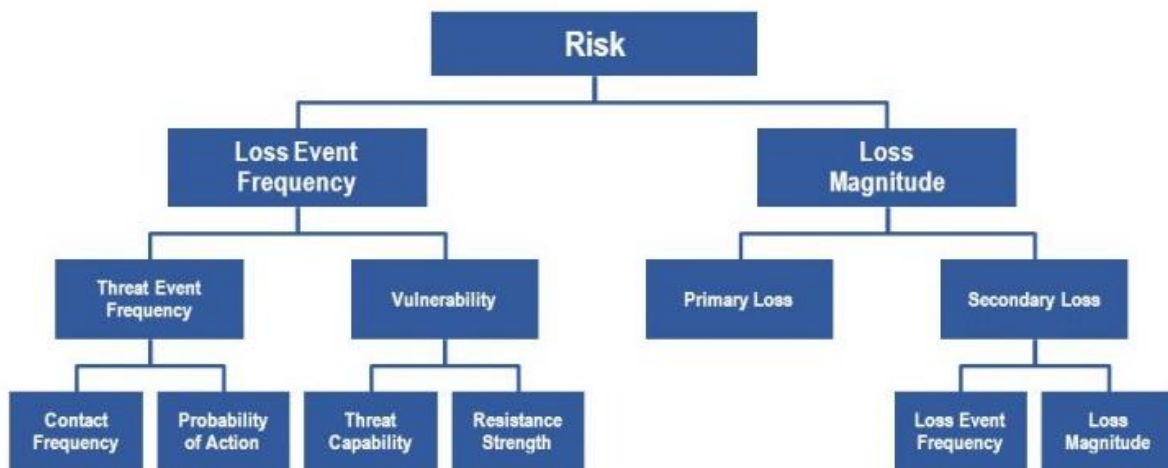 Risk
Loss Event
Frequency
Loss
Magnitude
Threat Event
Frequency
Vulnerability
Primary Loss
Secondary Loss
Contact
Frequency
Probability
of Action
Threat
Capability
Resistance
Strength
Loss Event
Frequency
Loss
Magnitude